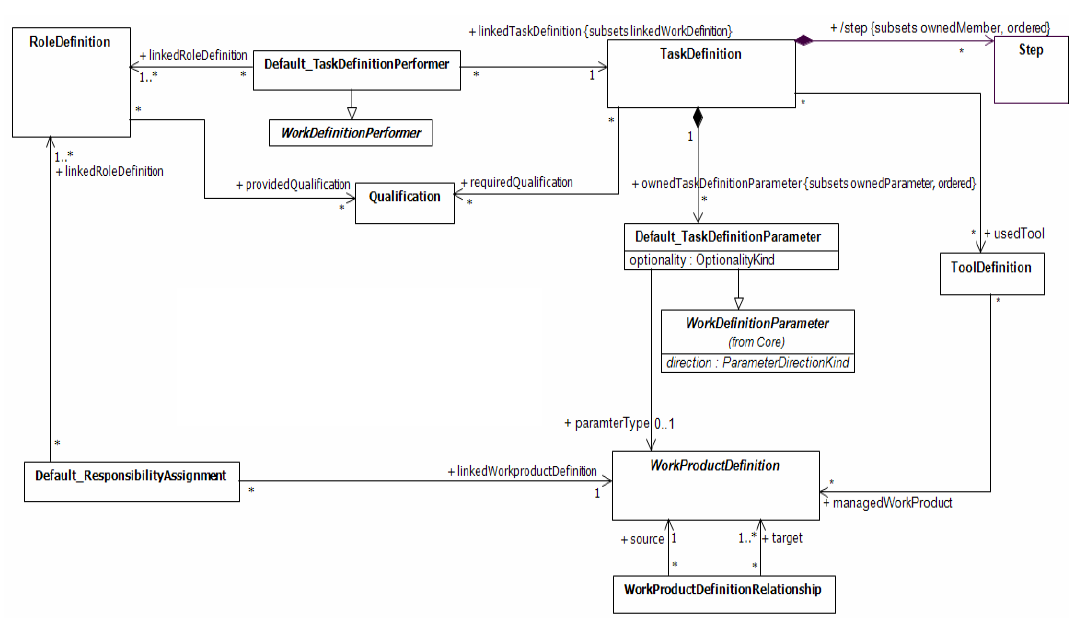 + linkedTaskDefinition {subsets linkedWorkDefinition}
+ /step {subsets ownedMember, ordered}
RoleDefinition
+ linkedRoleDefinition
1..*
*
Default_TaskDefinitionPerformer
*
1
TaskDefinition
*
Step
*
*
WorkDefinitionPerformer
*
1
+ providedQualification
*
Qualification
+ requiredQualification
*
1..*
+ linkedRoleDefinition
+ ownedTaskDefinitionParameter {subsets ownedParameter, ordered}
*
Default_TaskDefinitionParameter
optionality : OptionalityKind
* + usedTool
ToolDefinition
*
WorkDefinitionParameter
(from Core)
direction : ParameterDirectionKind
+ paramterType 0..1
*
Default_ResponsibilityAssignment
*
+ linkedWorkproductDefinition
1
WorkProductDefinition
*
+ managedWorkProduct
+ source 1
1..* + target
*
*
WorkProductDefinitionRelationship